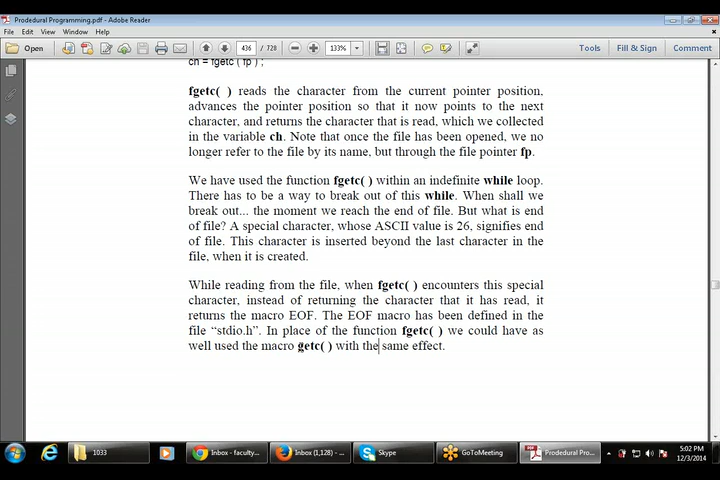 Prodedural Programming.pdf - Adobe Reader
File Edit View Window Help
Open 436 / 728 133% Tools Fill & Sign Comment
ch = fgetc ( fp ) ;
fgetc( ) reads the character from the current pointer position,
advances the pointer position so that it now points to the next
character, and returns the character that is read, which we collected
in the variable ch. Note that once the file has been opened, we no
longer refer to the file by its name, but through the file pointer fp.
We have used the function fgetc( ) within an indefinite while loop.
There has to be a way to break out of this while. When shall we
break out... the moment we reach the end of file. But what is end
of file? A special character, whose ASCII value is 26, signifies end
of file. This character is inserted beyond the last character in the
file, when it is created.
While reading from the file, when fgetc( ) encounters this special
character, instead of returning the character that it has read, it
returns the macro EOF. The EOF macro has been defined in the
file “stdio.h”. In place of the function fgetc( ) we could have as
well used the macro getc( ) with the same effect.
1033 Inbox - faculty... Inbox (1,128) - ... Skype GoToMeeting Prodedural Pro... 5:02 PM
12/3/2014